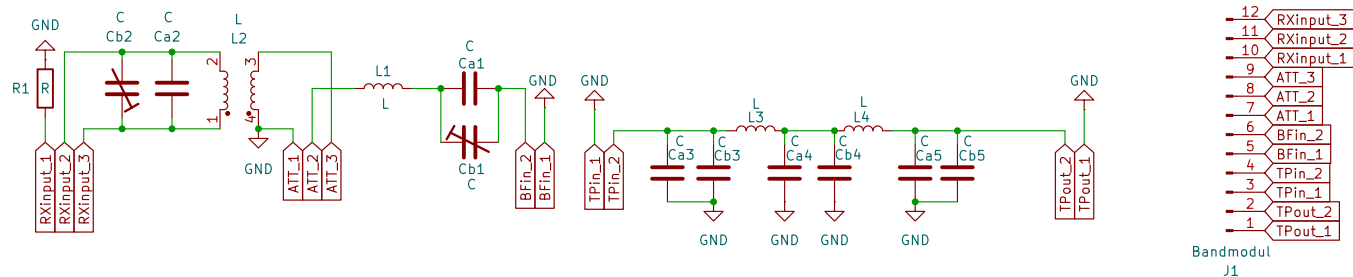 GND
R1
R
RXinput_1
RXinput_2
RXinput_3
C
Cb2
C
Ca2
L
L2
2
1
3
4
GND
ATT_1
ATT_2
ATT_3
L1
L
C
Ca1
Cb1
C
GND
BFin_2
BFin_1
GND
TPin_1
TPin_2
C
Ca3
C
Cb3
GND
L
L3
C
Ca4
GND
C
Cb4
GND
L
L4
C
Ca5
C
Cb5
GND
GND
TPout_2
TPout_1
12 RXinput_3
11 RXinput_2
10 RXinput_1
9 ATT_3
8 ATT_2
7 ATT_1
6 BFin_2
5 BFin_1
4 TPin_2
3 TPin_1
2 TPout_2
1 TPout_1
Bandmodul
J1